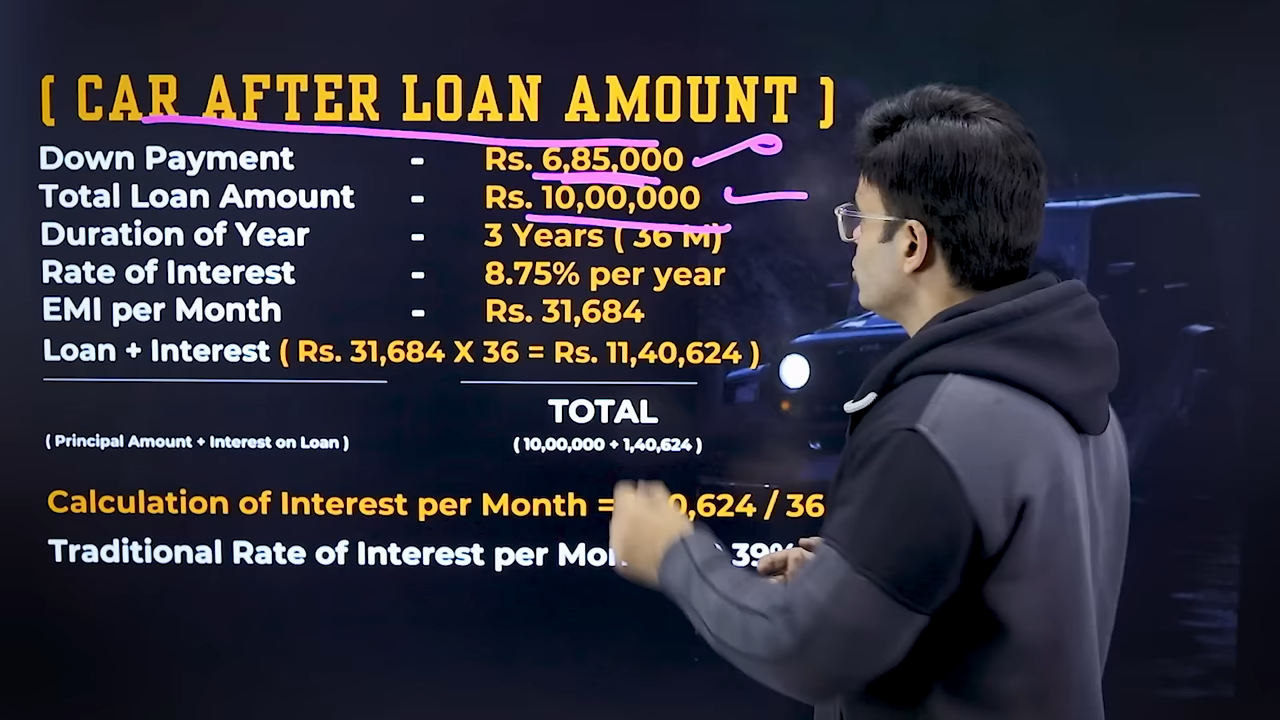 ( CAR AFTER LOAN AMOUNT )
Down Payment - Rs. 6,85,000
Total Loan Amount - Rs. 10,00,000
Duration of Year - 3 Years ( 36 M)
Rate of Interest - 8.75% per year
EMI per Month - Rs. 31,684
Loan + Interest ( Rs. 31,684 X 36 = Rs. 11,40,624 )
TOTAL
( Principal Amount + Interest on Loan ) ( 10,00,000 + 1,40,624 )
Calculation of Interest per Month = 0,624 / 36
Traditional Rate of Interest per 39%